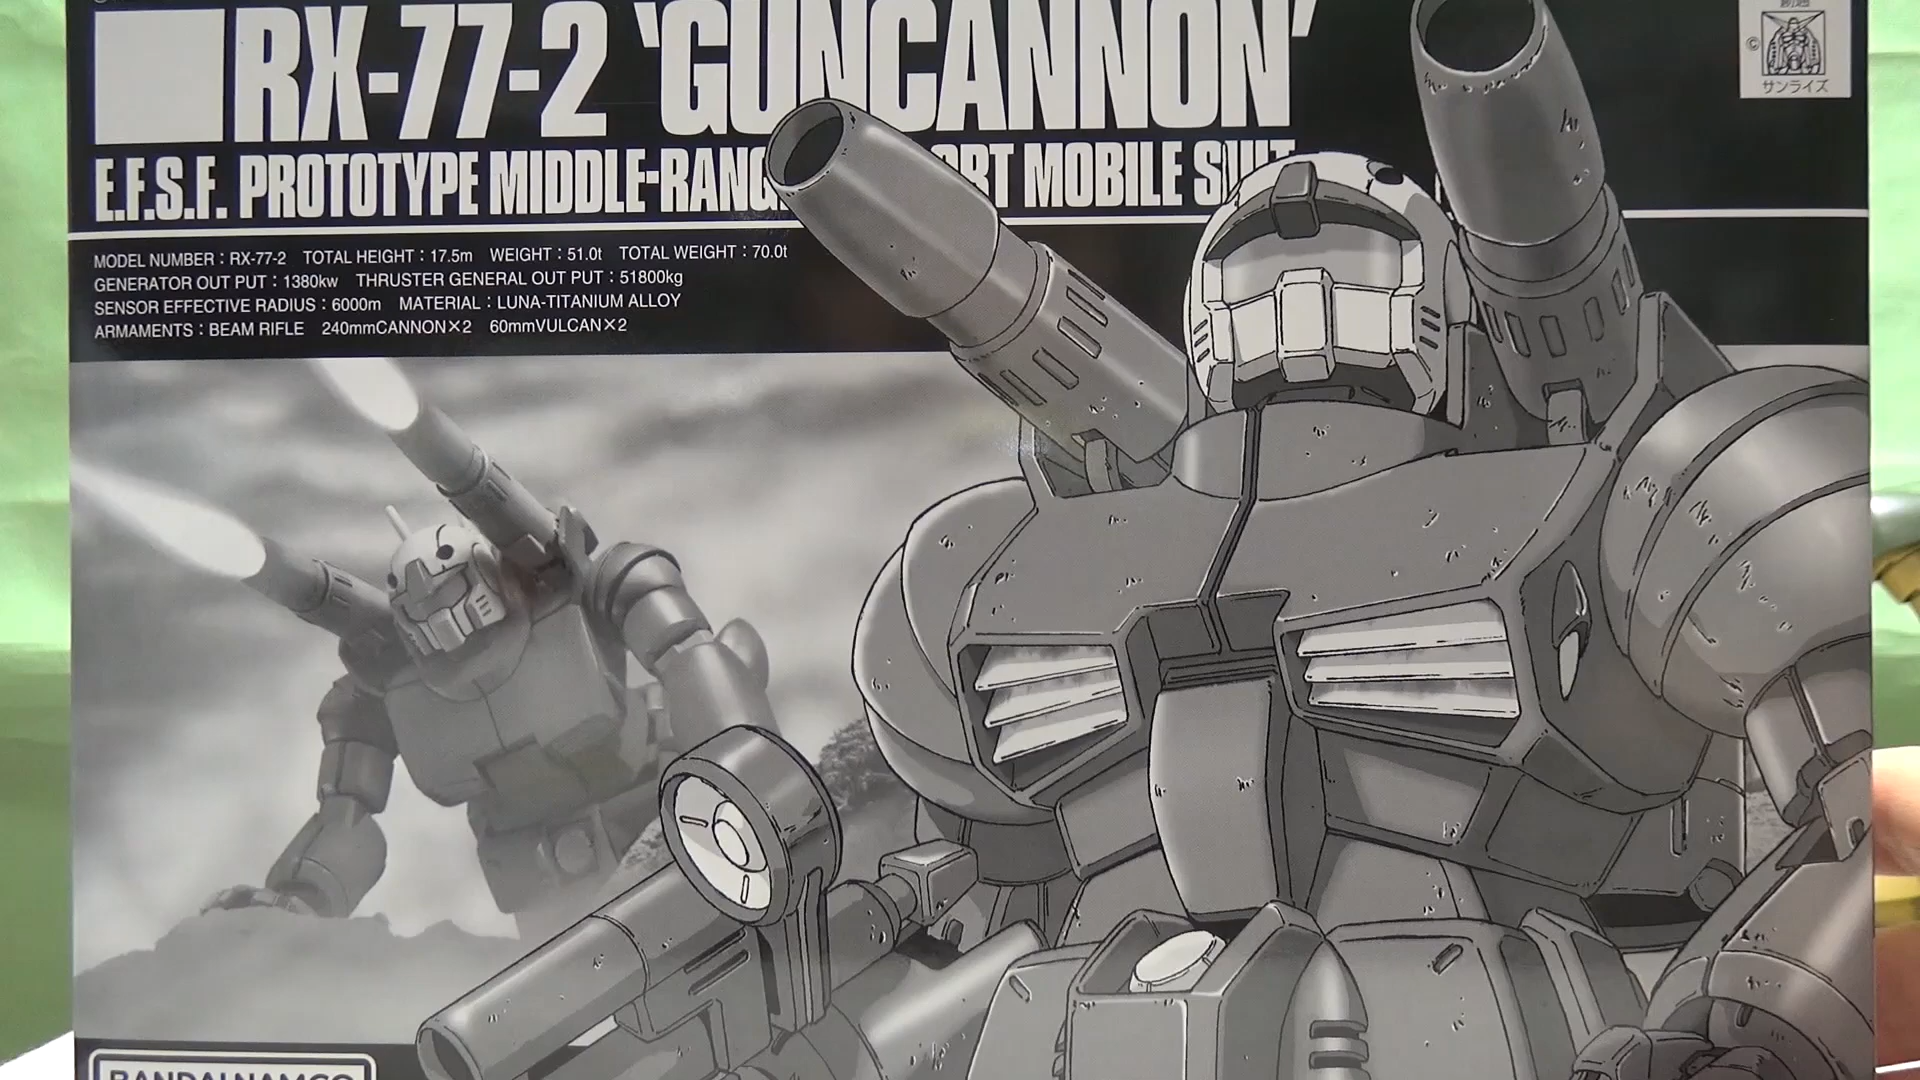 RX-77-2 'GUNCANNON'
E.F.S.F. PROTOTYPE MIDDLE-RANG ORT MOBILE SUIT
MODEL NUMBER : RX-77-2 TOTAL HEIGHT : 17.5m WEIGHT : 51.0t TOTAL WEIGHT : 70.0t
GENERATOR OUT PUT : 1380kw THRUSTER GENERAL OUT PUT : 51800kg
SENSOR EFFECTIVE RADIUS : 6000m MATERIAL : LUNA-TITANIUM ALLOY
ARMAMENTS : BEAM RIFLE 240mmCANNON×2 60mmVULCAN×2
©
サンライズ
BANDAI NAMCO